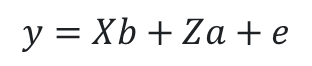 y = Xb + Za + e